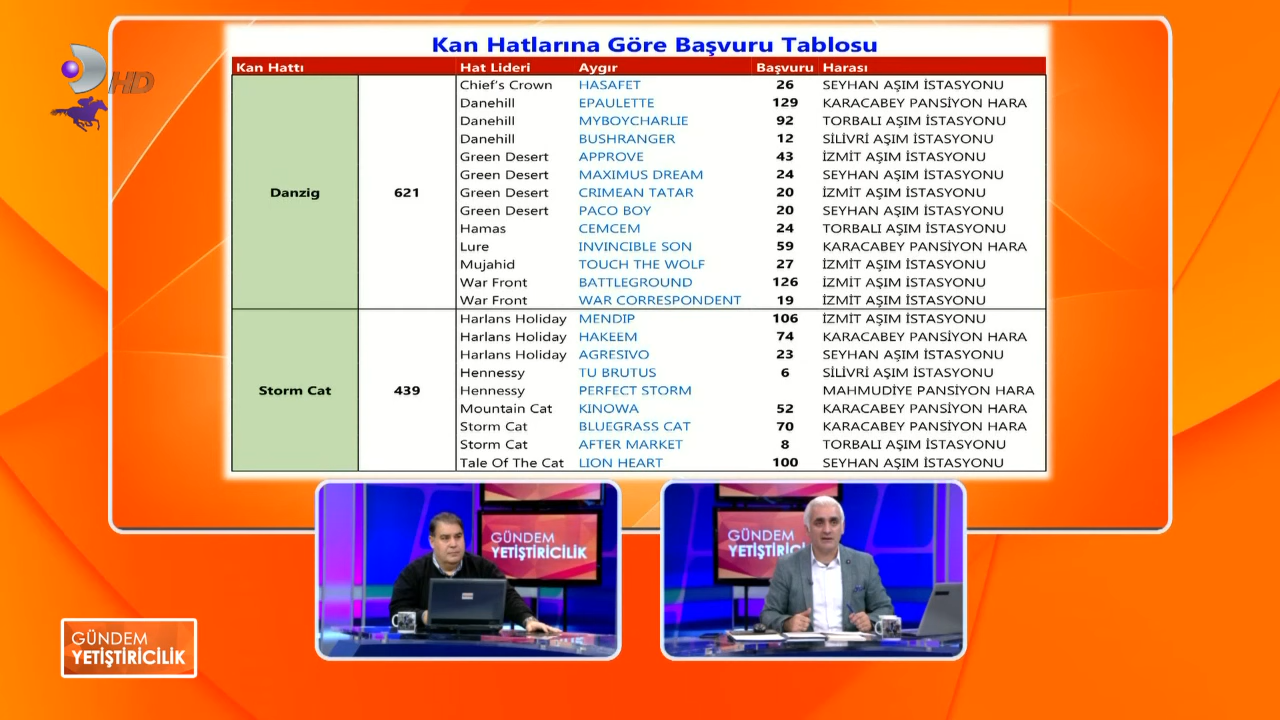 HD
Kan Hatlarına Göre Başvuru Tablosu
Kan Hattı Hat Lideri Aygır Başvuru Harası
Chief's Crown HASAFET 26 SEYHAN AŞIM İSTASYONU
Danehill EPAULETTE 129 KARACABEY PANSİYON HARA
Danehill MYBOYCHARLIE 92 TORBALI AŞIM İSTASYONU
Danehill BUSHRANGER 12 SİLİVRİ AŞIM İSTASYONU
Green Desert APPROVE 43 İZMİT AŞIM İSTASYONU
Green Desert MAXIMUS DREAM 24 SEYHAN AŞIM İSTASYONU
Danzig 621 Green Desert CRIMEAN TATAR 20 İZMİT AŞIM İSTASYONU
Green Desert PACO BOY 20 SEYHAN AŞIM İSTASYONU
Hamas CEMCEM 24 TORBALI AŞIM İSTASYONU
Lure INVINCIBLE SON 59 KARACABEY PANSİYON HARA
Mujahid TOUCH THE WOLF 27 İZMİT AŞIM İSTASYONU
War Front BATTLEGROUND 126 İZMİT AŞIM İSTASYONU
War Front WAR CORRESPONDENT 19 İZMİT AŞIM İSTASYONU
Harlans Holiday MENDIP 106 İZMİT AŞIM İSTASYONU
Harlans Holiday HAKEEM 74 KARACABEY PANSİYON HARA
Harlans Holiday AGRESIVO 23 SEYHAN AŞIM İSTASYONU
Hennessy TU BRUTUS 6 SİLİVRİ AŞIM İSTASYONU
Storm Cat 439 Hennessy PERFECT STORM MAHMUDİYE PANSİYON HARA
Mountain Cat KINOWA 52 KARACABEY PANSİYON HARA
Storm Cat BLUEGRASS CAT 70 KARACABEY PANSİYON HARA
Storm Cat AFTER MARKET 8 TORBALI AŞIM İSTASYONU
Tale Of The Cat LION HEART 100 SEYHAN AŞIM İSTASYONU
GÜNDEM
YETİŞTİRİCİLİK
GÜNDEM
YETİŞTİRİCİ
GÜNDEM
YETİŞTİRİCİLİK